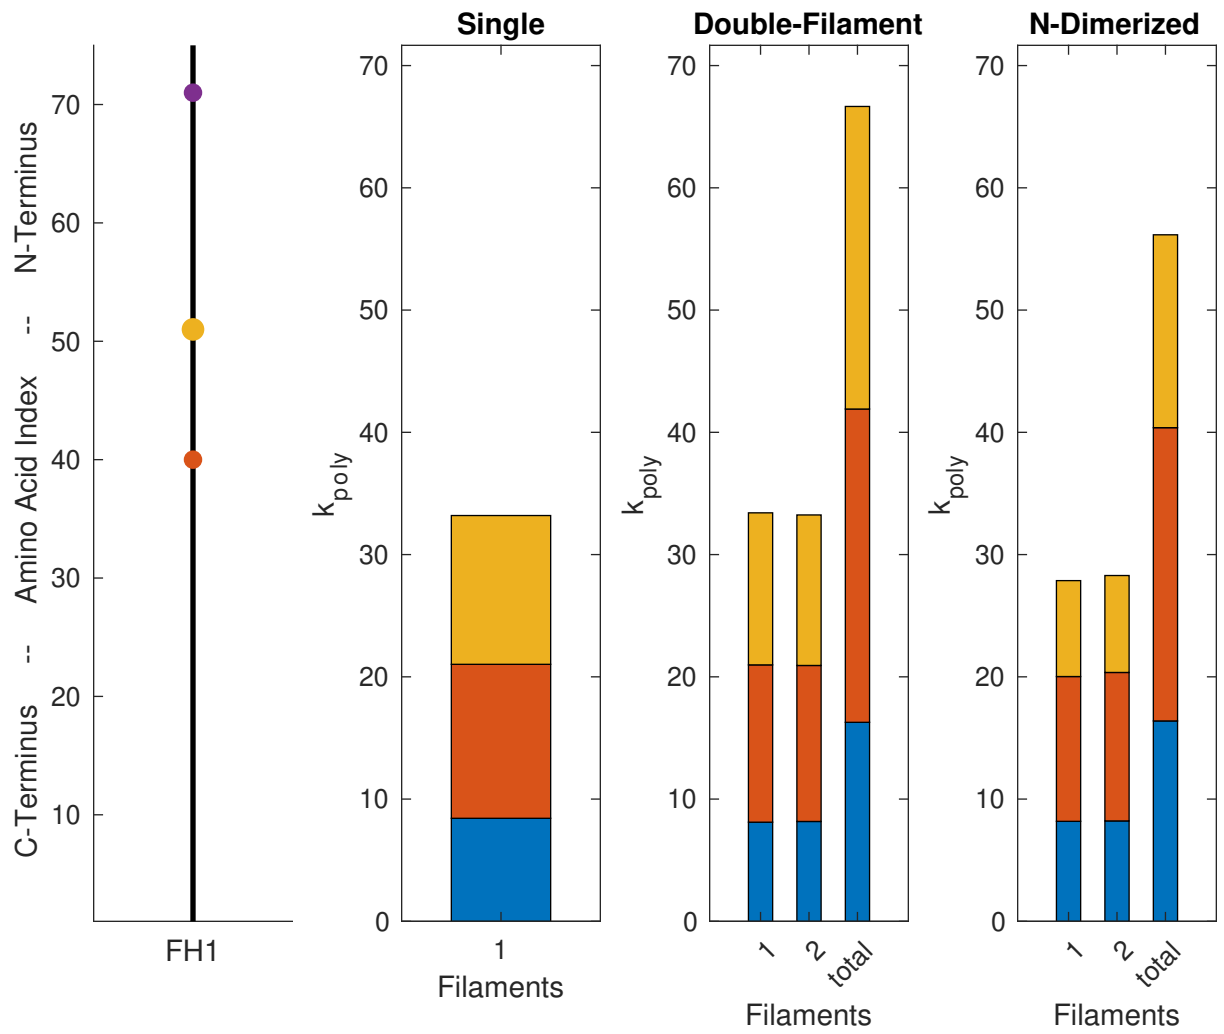 Single
Double-Filament
N-Dimerized
C-Terminus -- Amino Acid Index -- N-Terminus
70
60
50
40
30
20
10
FH1
k_poly
70
60
50
40
30
20
10
0
1
Filaments
k_poly
70
60
50
40
30
20
10
0
1
2
total
Filaments
k_poly
70
60
50
40
30
20
10
0
1
2
total
Filaments